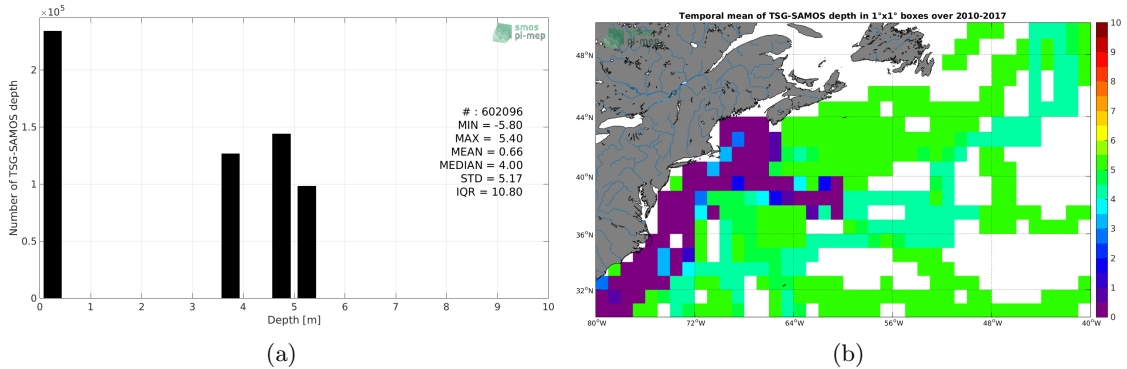 ×10⁵
smos
pi-mep
Number of TSG-SAMOS depth
2
1.5
1
0.5
0
# : 602096
MIN = -5.80
MAX = 5.40
MEAN = 0.66
MEDIAN = 4.00
STD = 5.17
IQR = 10.80
0 1 2 3 4 5 6 7 8 9 10
Depth [m]
(a)
Temporal mean of TSG-SAMOS depth in 1°x1° boxes over 2010-2017
smos
pi-mep
48°N
44°N
40°N
36°N
32°N
80°W 72°W 64°W 56°W 48°W 40°W
10
9
8
7
6
5
4
3
2
1
0
(b)